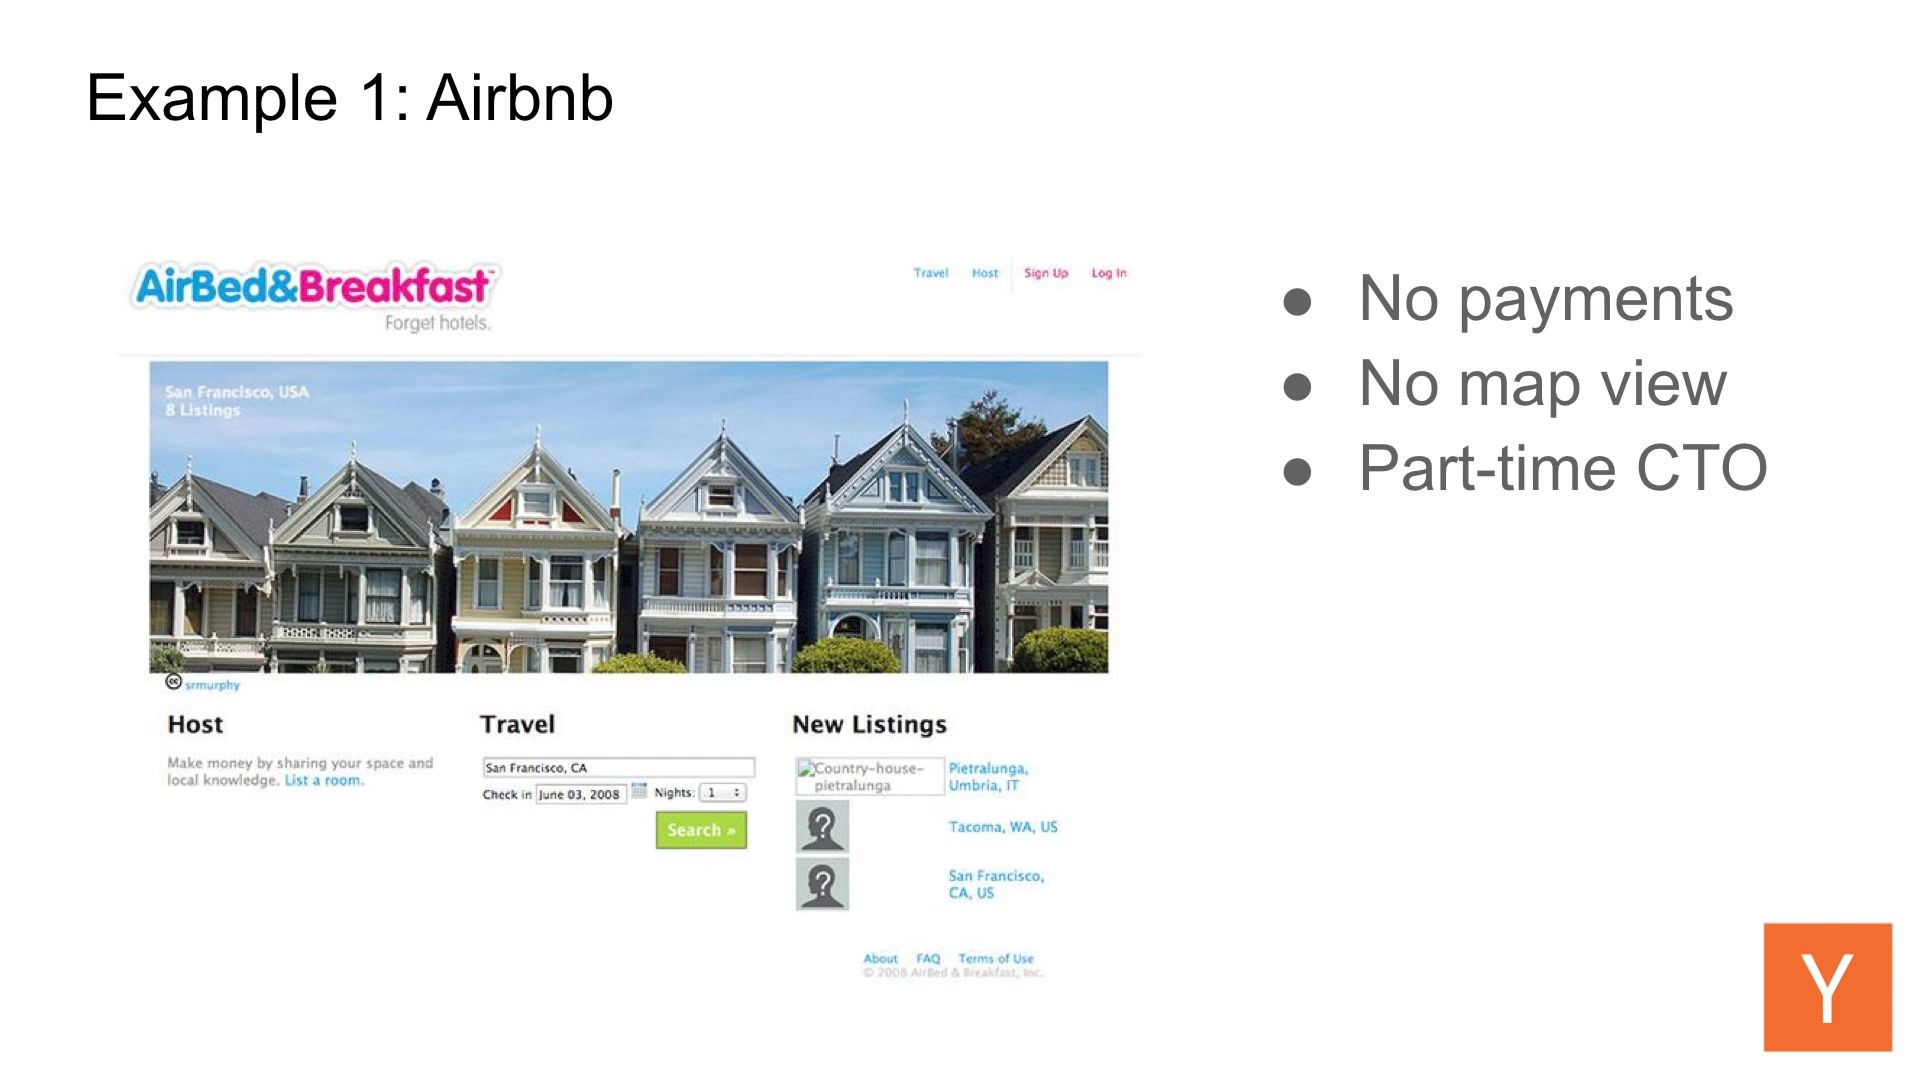 Example 1: Airbnb
AirBed&Breakfast™
Forget hotels.
Travel Host Sign Up Log In
San Francisco, USA
8 Listings
cc srmurphy
Host
Make money by sharing your space and
local knowledge. List a room.
Travel
San Francisco, CA
Check in June 03, 2008 Nights: 1
Search »
New Listings
Country-house-
pietralunga
Pietralunga,
Umbria, IT
?
Tacoma, WA, US
?
San Francisco,
CA, US
About FAQ Terms of Use
© 2008 AirBed & Breakfast, Inc.
● No payments
● No map view
● Part-time CTO
Y